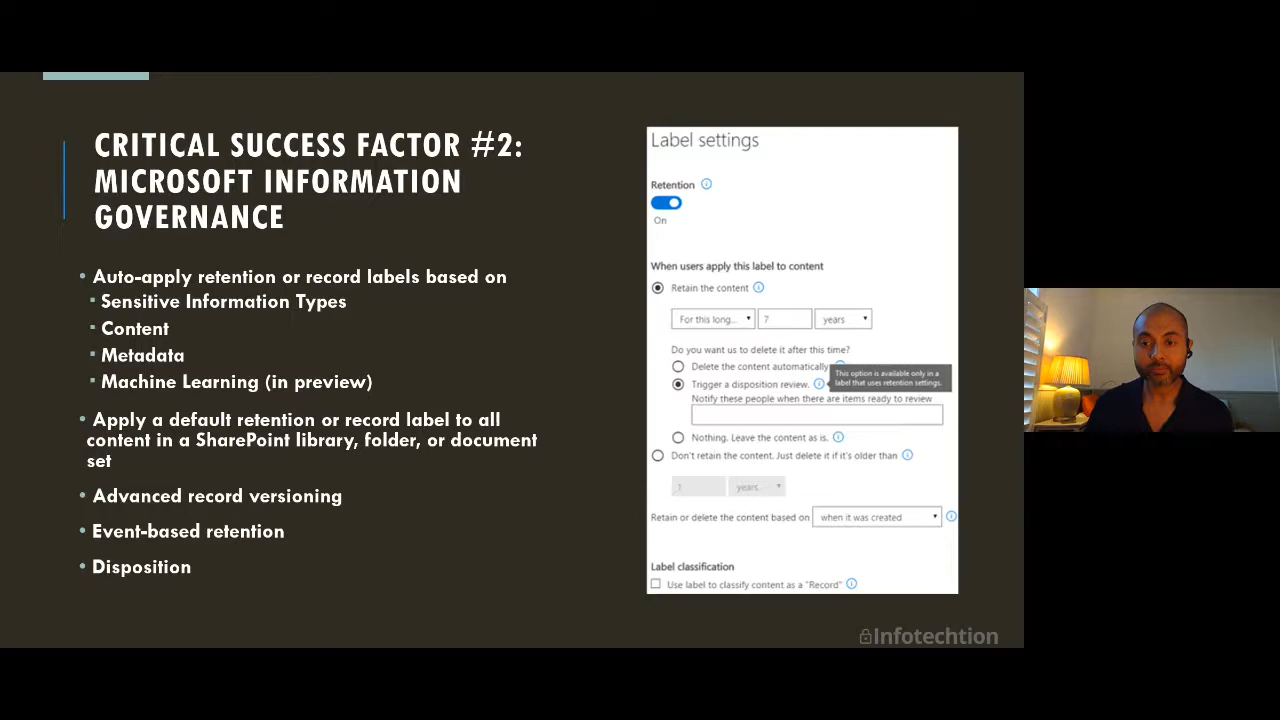 CRITICAL SUCCESS FACTOR #2:
MICROSOFT INFORMATION
GOVERNANCE
• Auto-apply retention or record labels based on
▪ Sensitive Information Types
▪ Content
▪ Metadata
▪ Machine Learning (in preview)
• Apply a default retention or record label to all
content in a SharePoint library, folder, or document
set
• Advanced record versioning
• Event-based retention
• Disposition
Label settings
Retention
On
When users apply this label to content
Retain the content
For this long... 7 years
Do you want us to delete it after this time?
Delete the content automatically
This option is available only in a
label that uses retention settings.
Trigger a disposition review.
Notify these people when there are items ready to review
Nothing. Leave the content as is.
Don't retain the content. Just delete it if it's older than
1 years.
Retain or delete the content based on when it was created
Label classification
Use label to classify content as a "Record"
Infotechtion